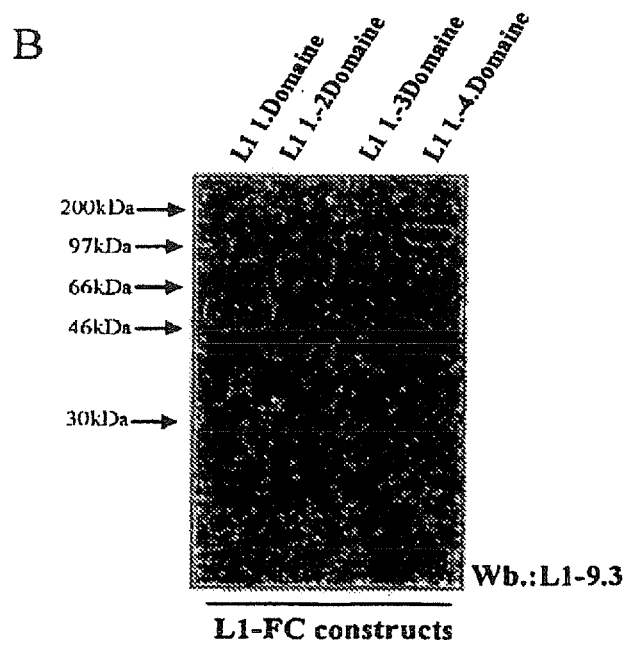 B
L1 1.Domaine
L1 1.-2Domaine
L1 1.-3Domaine
L1 1.-4.Domaine
200kDa
97kDa
66kDa
46kDa
30kDa
Wb.:L1-9.3
L1-FC constructs